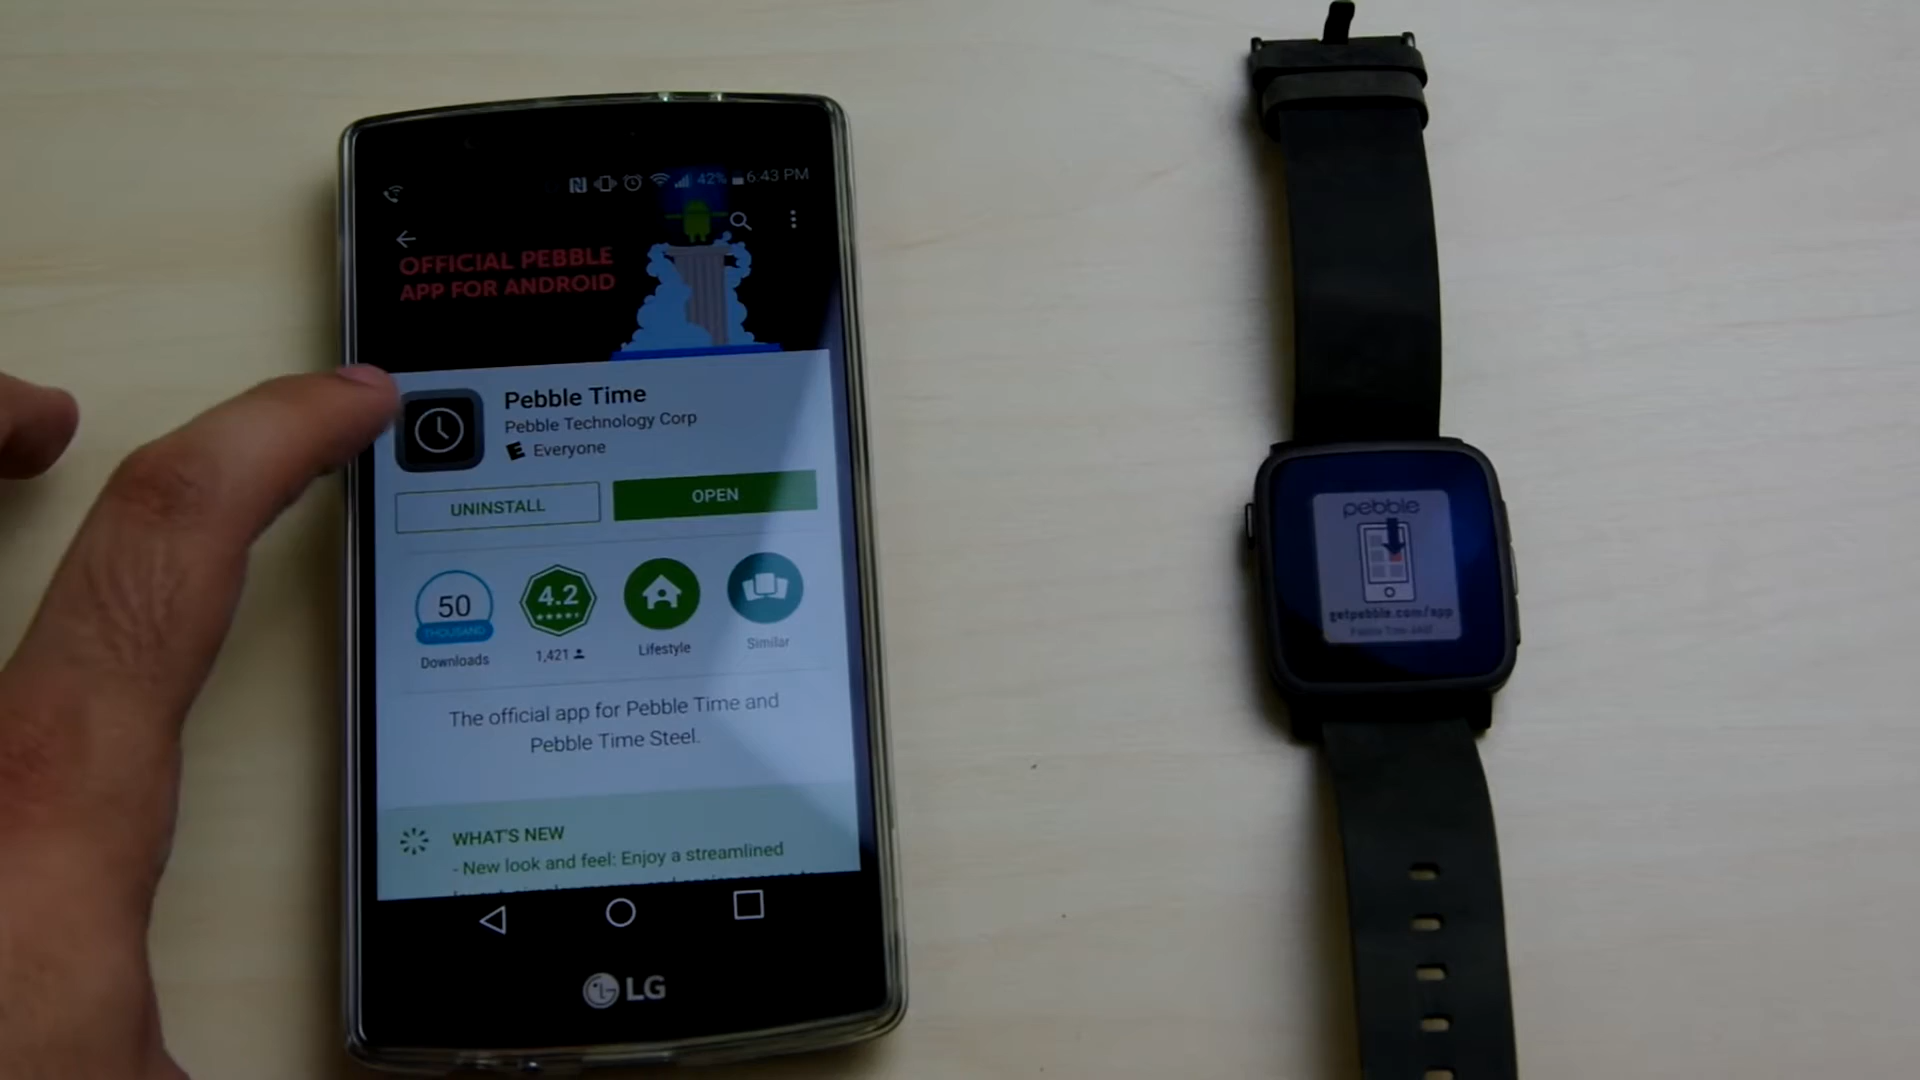 42% 6:43 PM
OFFICIAL PEBBLE
APP FOR ANDROID
Pebble Time
Pebble Technology Corp
E Everyone
UNINSTALL
OPEN
50
THOUSAND
Downloads
4.2
1,421
Lifestyle
Similar
The official app for Pebble Time and
Pebble Time Steel.
WHAT'S NEW
- New look and feel: Enjoy a streamlined
LG
pebble
getpebble.com/app
Pebble Time